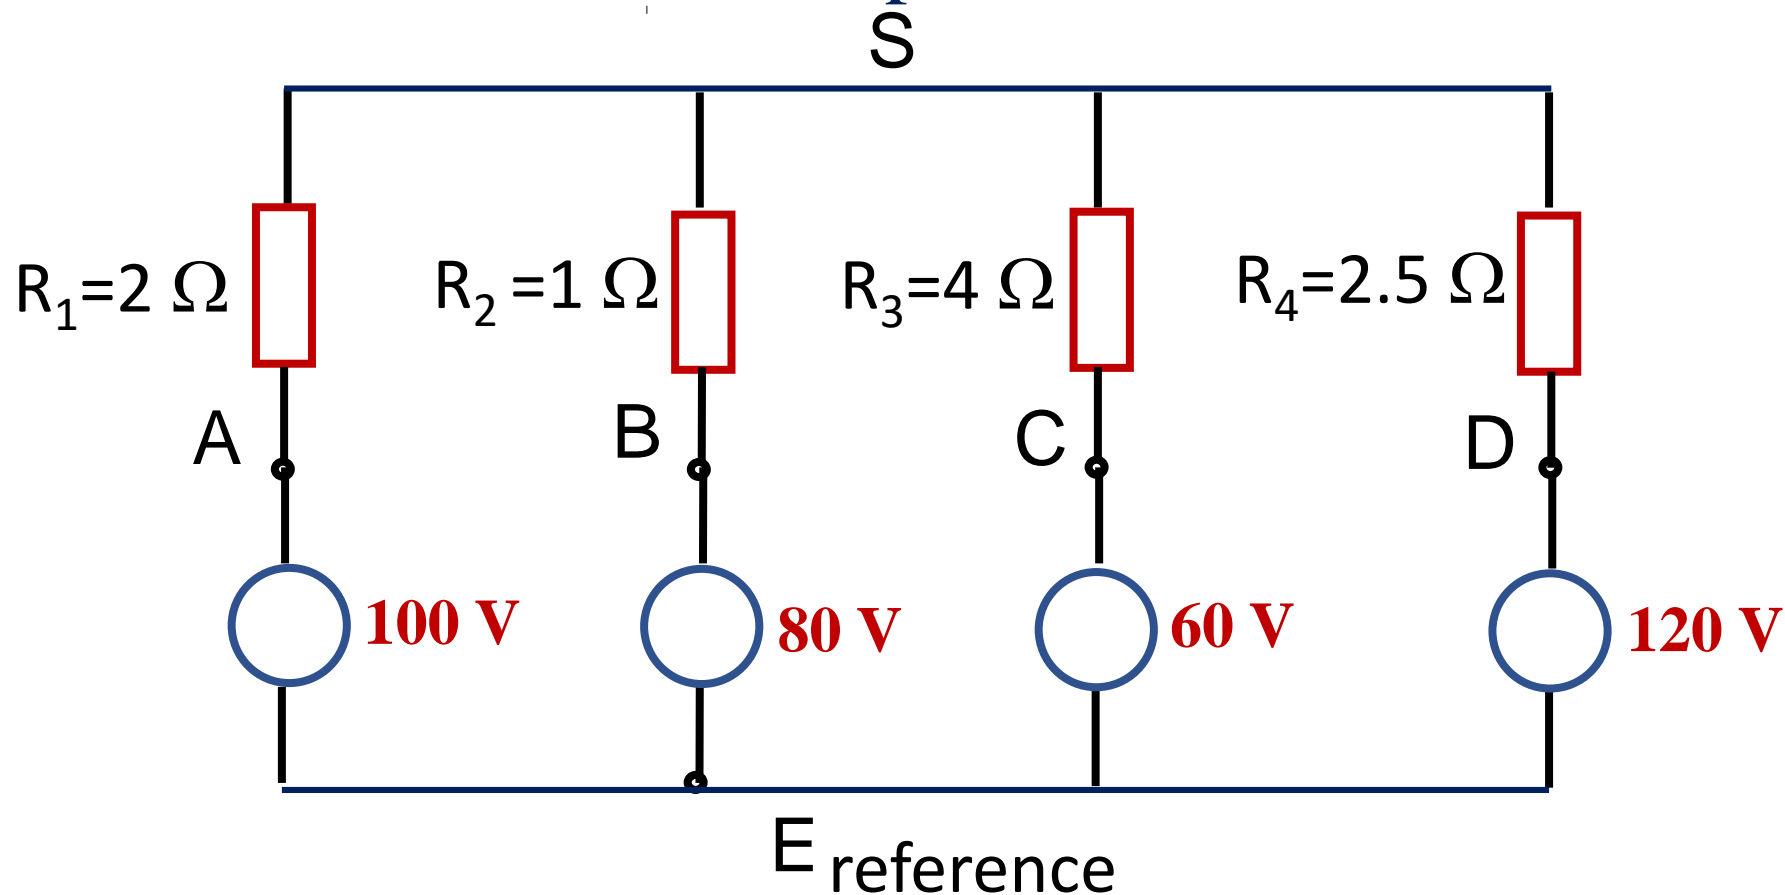 S
R1=2 Ω
R2 =1 Ω
R3=4 Ω
R4=2.5 Ω
A
B
C
D
100 V
80 V
60 V
120 V
E reference